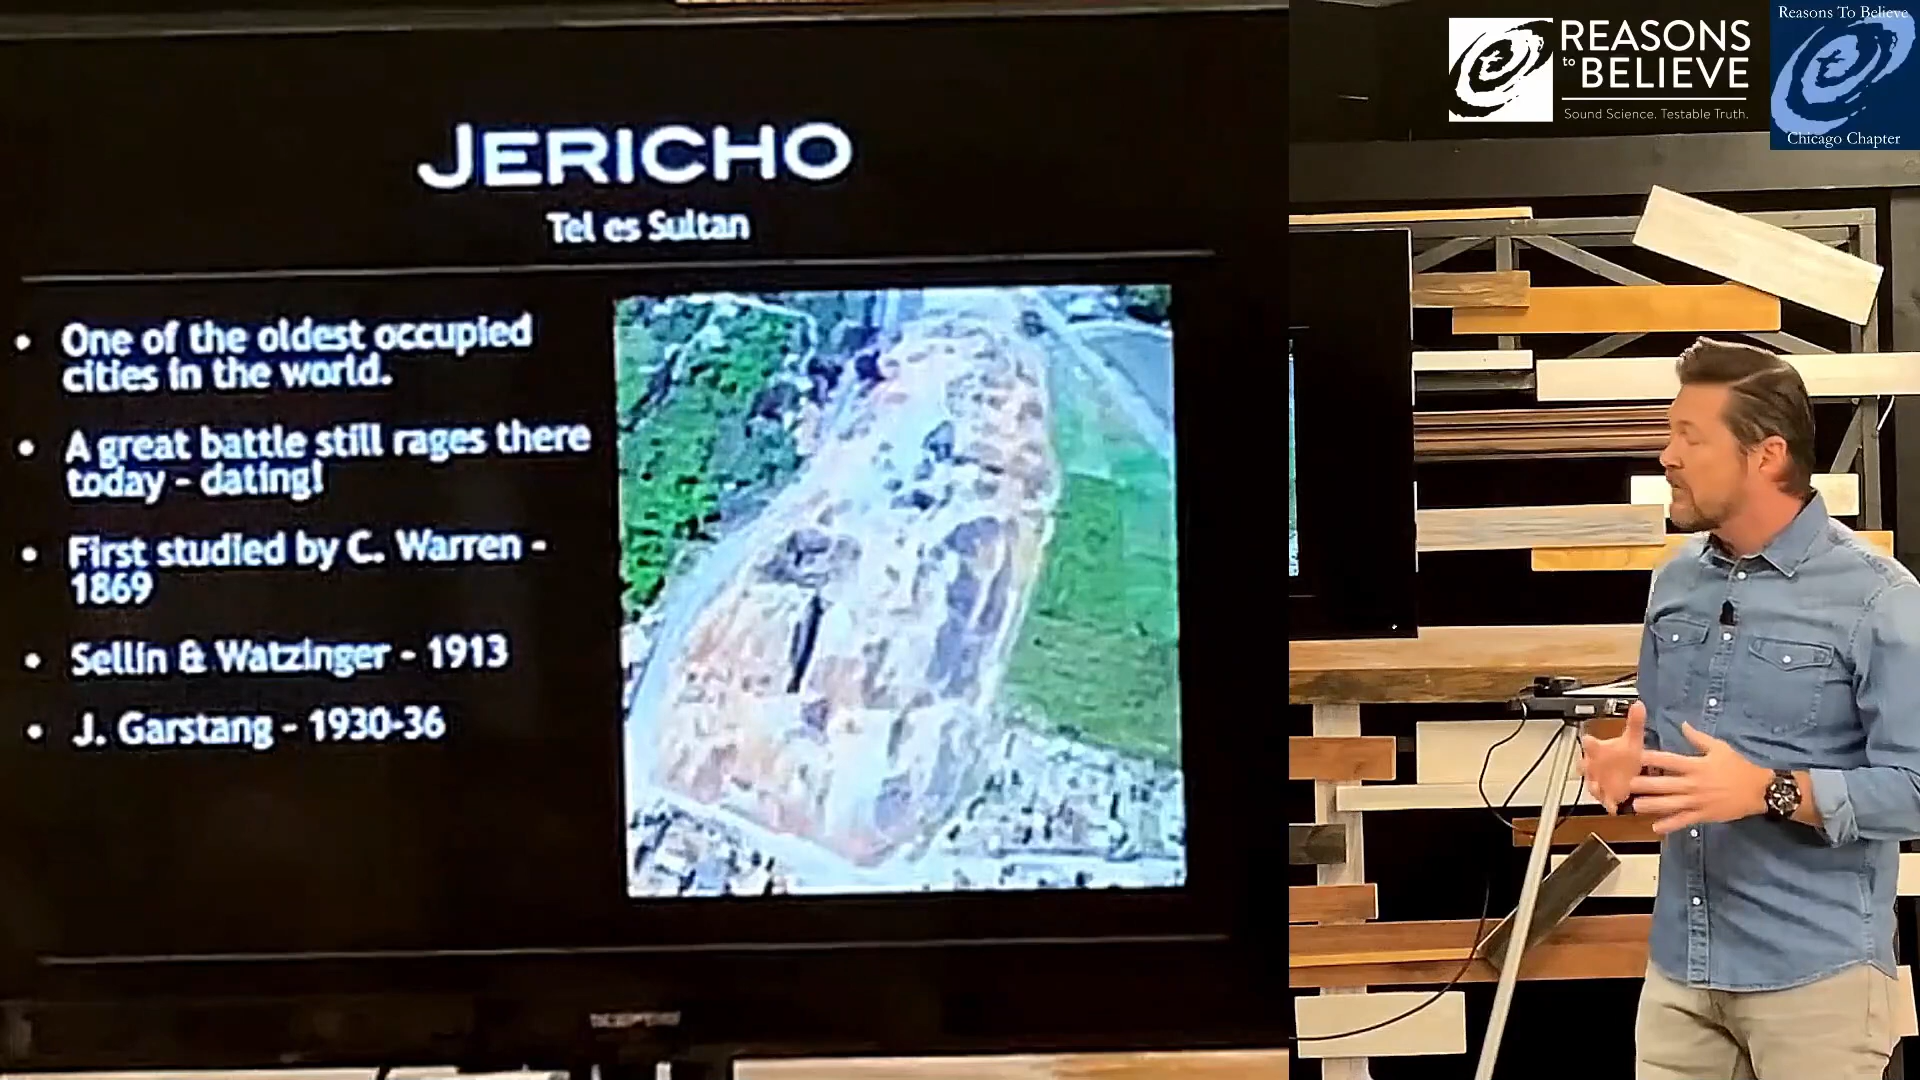 JERICHO
Tel es Sultan
• One of the oldest occupied
cities in the world.
• A great battle still rages there
today - dating!
• First studied by C. Warren -
1869
• Sellin & Watzinger - 1913
• J. Garstang - 1930-36
REASONS
to BELIEVE
Sound Science. Testable Truth.
Reasons To Believe
Chicago Chapter